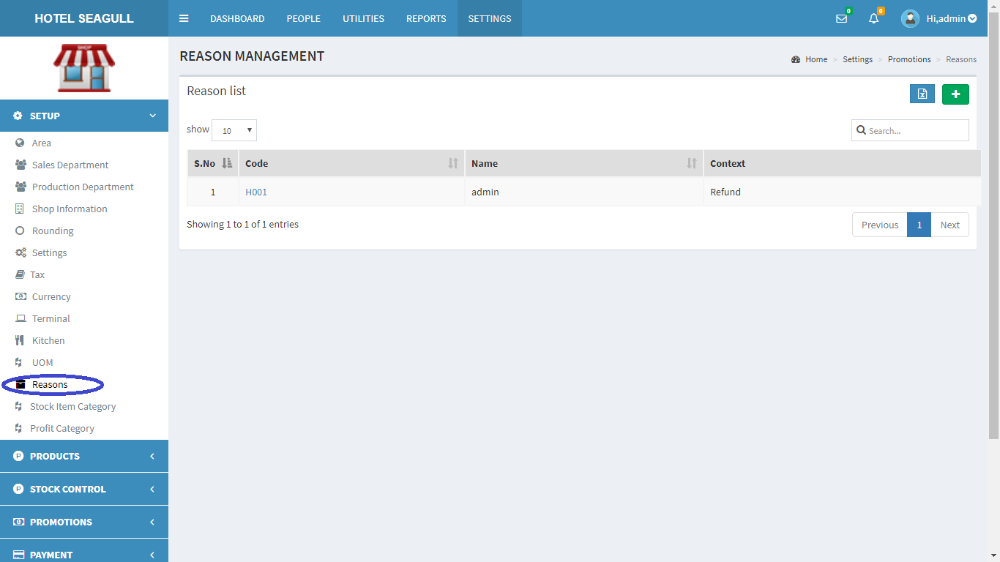 HOTEL SEAGULL
DASHBOARD PEOPLE UTILITIES REPORTS SETTINGS
0 0 Hi,admin
SHOP
SETUP
Area
Sales Department
Production Department
Shop Information
Rounding
Settings
Tax
Currency
Terminal
Kitchen
UOM
Reasons
Stock Item Category
Profit Category
PRODUCTS
STOCK CONTROL
PROMOTIONS
PAYMENT
REASON MANAGEMENT
Home > Settings > Promotions > Reasons
Reason list
show 10
Search...
S.No Code Name Context
1 H001 admin Refund
Showing 1 to 1 of 1 entries
Previous 1 Next